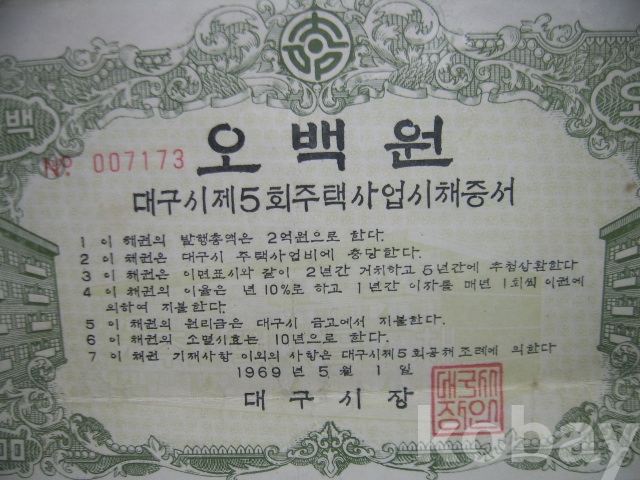 오백원
백
№ 007173
대구시제5회주택사업시채증서
1 이 채권의 발행총액은 2억원으로 한다.
2 이 채권은 대구시 주택사업비에 충당한다.
3 이 채권은 이면표시와 같이 2년간 거치하고 5년간에 추첨상환한다
4 이 채권의 이율은 년 10%로 하고 1년간 이자를 매년 1회씩 이권에
의하여 지불한다.
5 이 채권의 원리금은 대구시 금고에서 지불한다.
6 이 채권의 소멸시효는 10년으로 한다.
7 이 채권 기재사항 이외의 사항은 대구시제5회공채조례에 의한다
1969년 5월 1일
대구시장
대구시
장인
kobay